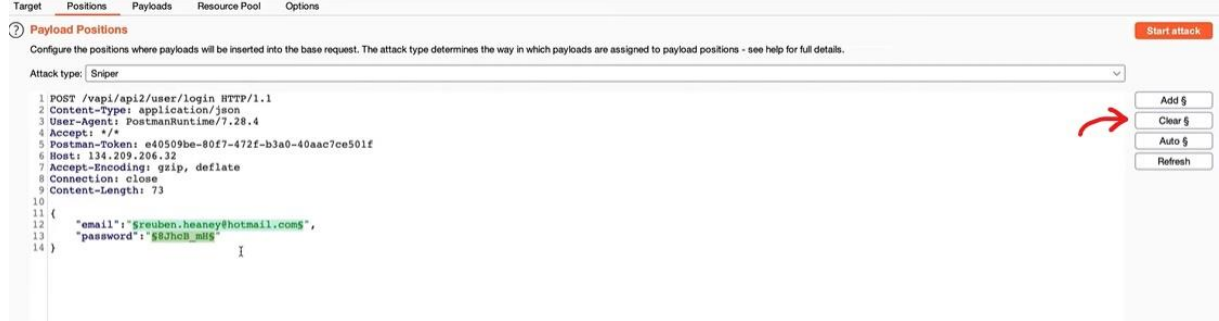 Target Positions Payloads Resource Pool Options
? Payload Positions
Start attack
Configure the positions where payloads will be inserted into the base request. The attack type determines the way in which payloads are assigned to payload positions - see help for full details.
Attack type: Sniper
1 POST /vapi/api2/user/login HTTP/1.1
2 Content-Type: application/json
3 User-Agent: PostmanRuntime/7.28.4
4 Accept: */*
5 Postman-Token: e40509be-80f7-472f-b3a0-40aac7ce501f
6 Host: 134.209.206.32
7 Accept-Encoding: gzip, deflate
8 Connection: close
9 Content-Length: 73
10
11 {
12 "email":"§reuben.heaney@hotmail.com§",
13 "password":"§8JhcB_mH§"
14 }
Add §
Clear §
Auto §
Refresh